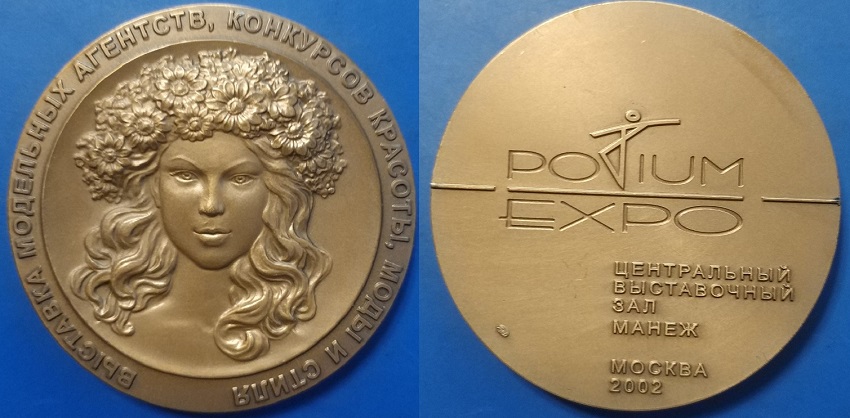 ВЫСТАВКА МОДЕЛЬНЫХ АГЕНТСТВ, КОНКУРСОВ КРАСОТЫ, МОДЫ И СТИЛЯ
PODIUM
EXPO
ЦЕНТРАЛЬНЫЙ
ВЫСТАВОЧНЫЙ
ЗАЛ
МАНЕЖ
МОСКВА
2002